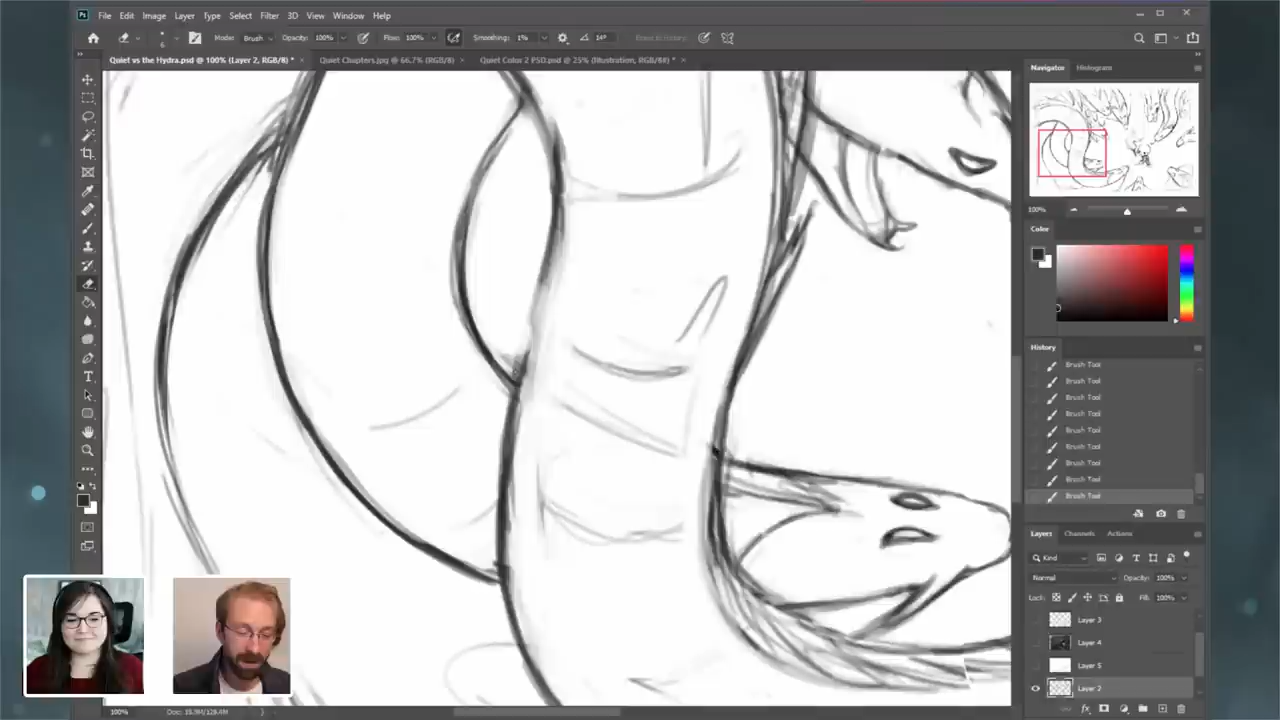 File Edit Image Layer Type Select Filter 3D View Window Help
Mode: Brush Opacity: 100% Flow: 100% Smoothing: 1% 14° Erase to History
Quiet vs the Hydra.psd @ 100% (Layer 2, RGB/8) * × Quiet Chapters.jpg @ 66.7% (RGB/8) × Quiet Color 2 PSD.psd @ 25% (Illustration, RGB/8#) * ×
Navigator Histogram
100%
Color
History
Brush Tool
Brush Tool
Brush Tool
Brush Tool
Brush Tool
Brush Tool
Brush Tool
Brush Tool
Brush Tool
Layers Channels Actions
Kind
Normal Opacity: 100%
Lock: Fill: 100%
Layer 3
Layer 4
Layer 5
Layer 2
100%